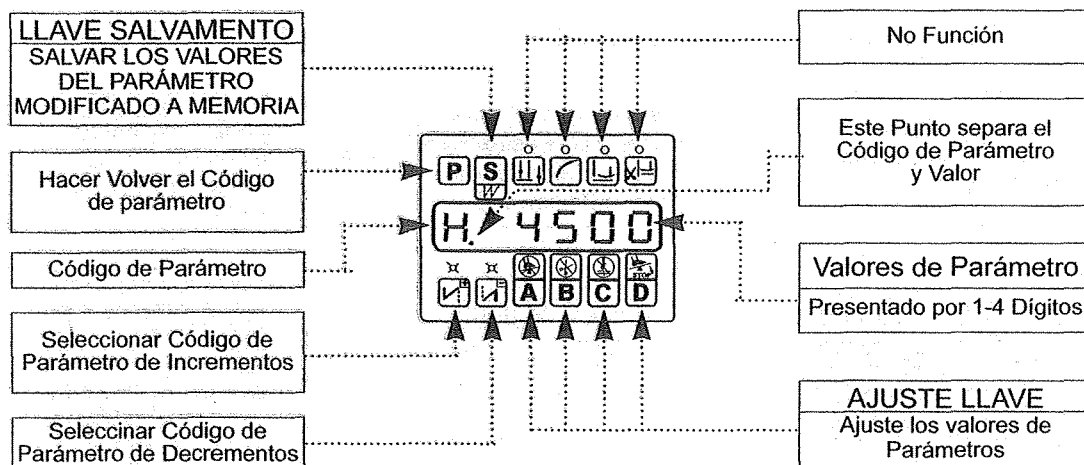 LLAVE SALVAMENTO
SALVAR LOS VALORES
DEL PARÁMETRO
MODIFICADO A MEMORIA
Hacer Volver el Código
de parámetro
Código de Parámetro
Seleccionar Código de
Parámetro de Incrementos
Seleccinar Código de
Parámetro de Decrementos
P S
W
H. 4500
STOP
A B C D
No Función
Este Punto separa el
Código de Parámetro
y Valor
Valores de Parámetro
Presentado por 1-4 Dígitos
AJUSTE LLAVE
Ajuste los valores de
Parámetros